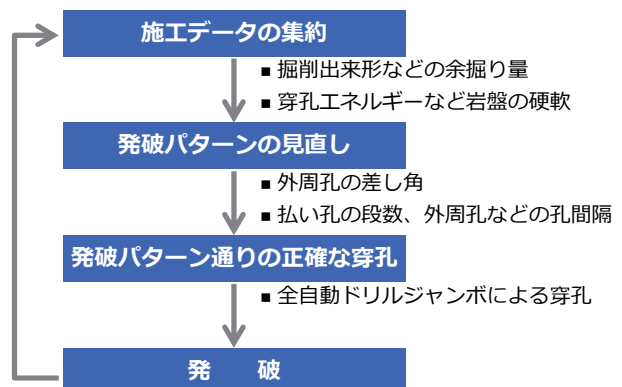 施工データの集約
■ 掘削出来形などの余掘り量
■ 穿孔エネルギーなど岩盤の硬軟
発破パターンの見直し
■ 外周孔の差し角
■ 払い孔の段数、外周孔などの孔間隔
発破パターン通りの正確な穿孔
■ 全自動ドリルジャンボによる穿孔
発　　破